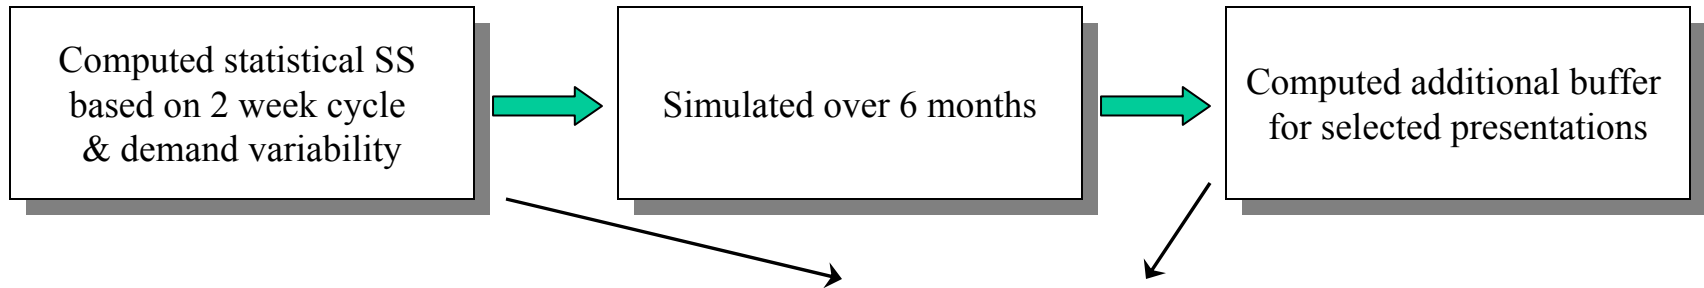 Computed statistical SS
based on 2 week cycle
& demand variability
Simulated over 6 months
Computed additional buffer
for selected presentations